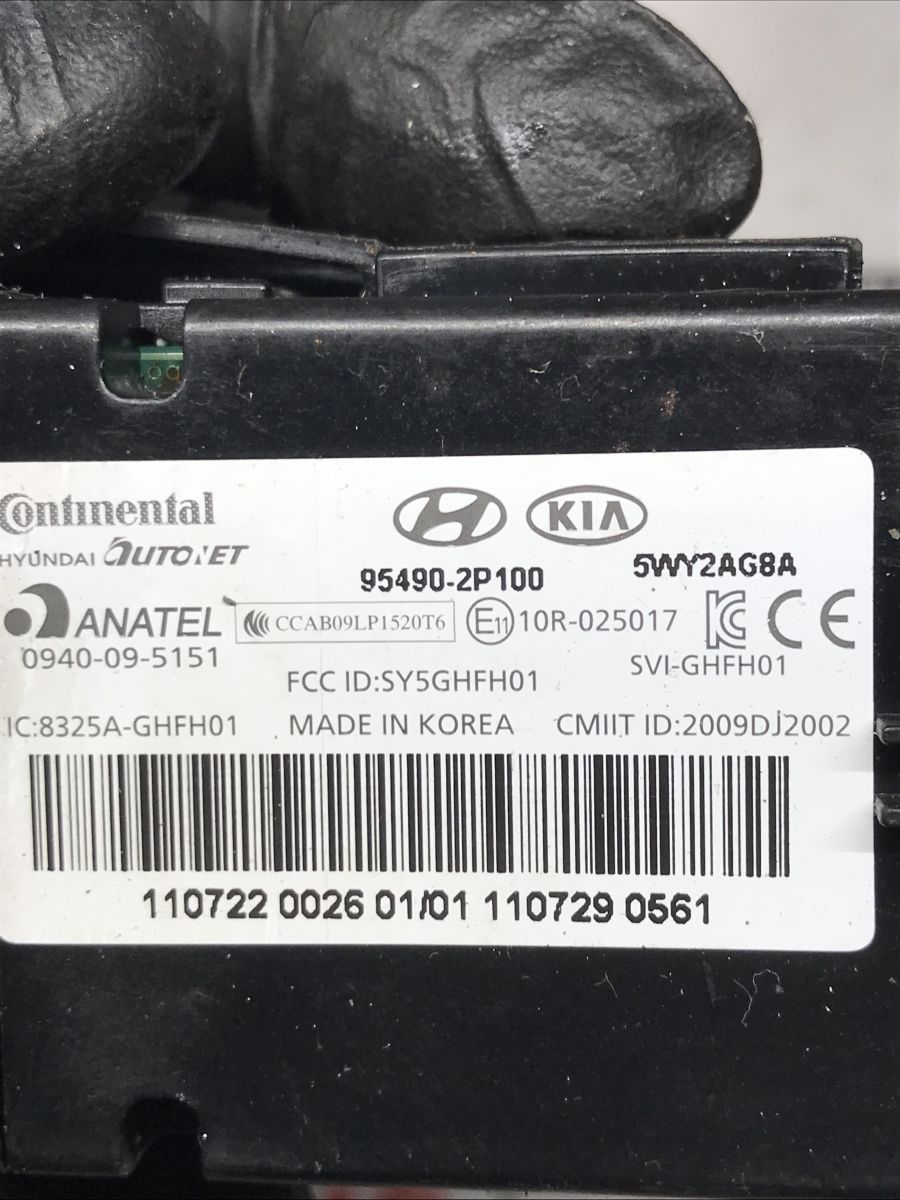 Continental
HYUNDAI AUTONET
KIA
95490-2P100
5WY2AG8A
ANATEL
CCAB09LP1520T6
E11 10R-025017
CE
0940-09-5151
SVI-GHFH01
FCC ID:SY5GHFH01
IC:8325A-GHFH01
MADE IN KOREA
CMIIT ID:2009DJ2002
110722 0026 01/01 110729 0561